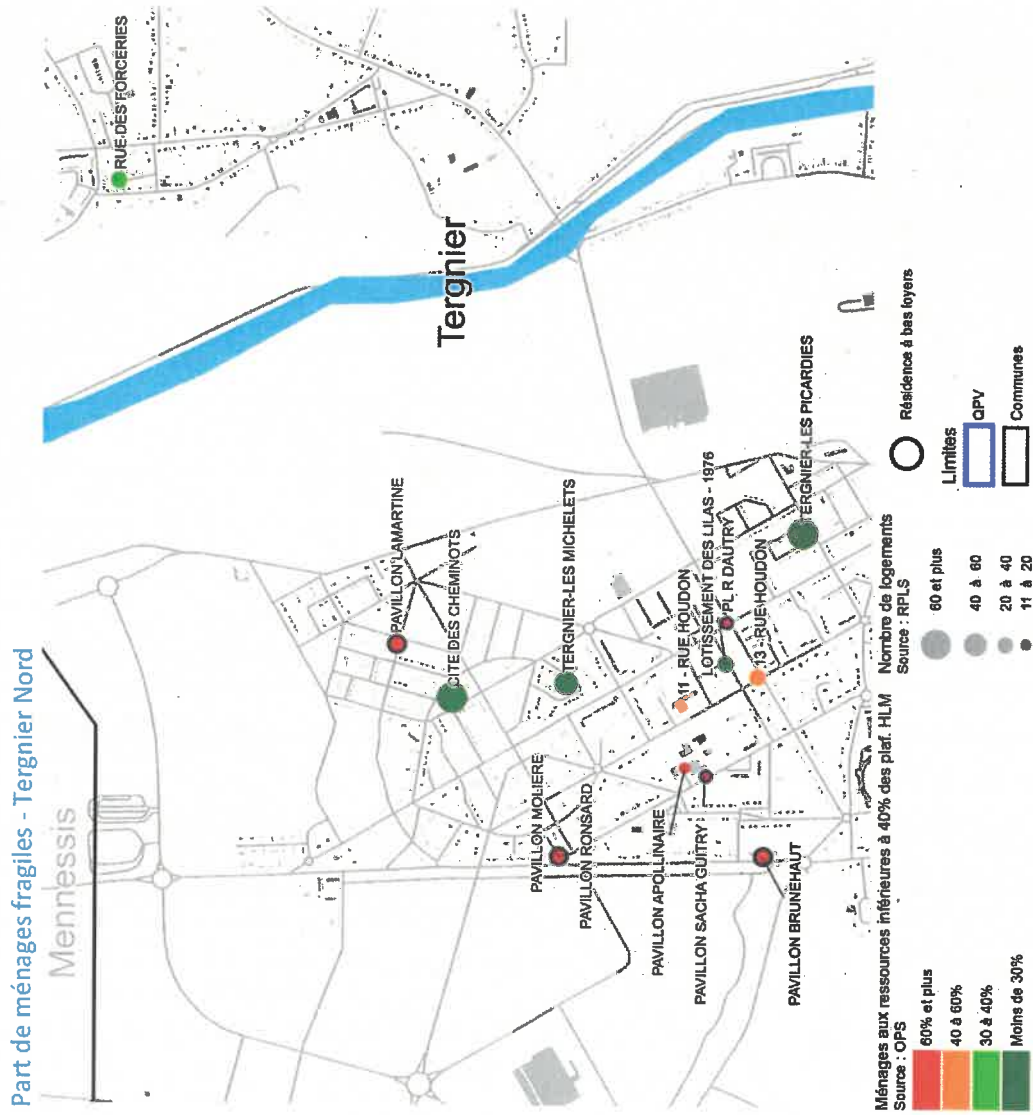 Part de ménages fragiles - Tergnier Nord
Mennessis
RUE DES FORCERIES
Tergnier
PAVILLON LAMARTINE
CITE DES CHEMINOTS
TERGNIER-LES MICHELETS
PAVILLON MOLIERE
PAVILLON RONSARD
11 - RUE HOUDON
LOTISSEMENT DES LILAS - 1976
PL R DAUTRY
13 - RUE HOUDON
TERGNIER-LES PICARDIES
PAVILLON APOLLINAIRE
PAVILLON SACHA GUITRY
PAVILLON BRUNEHAUT
Ménages aux ressources inférieures à 40% des plaf. HLM
Source : OPS
60% et plus
40 à 60%
30 à 40%
Moins de 30%
Nombre de logements
Source : RPLS
60 et plus
40 à 60
20 à 40
11 à 20
Résidence à bas loyers
Limites
QPV
Communes